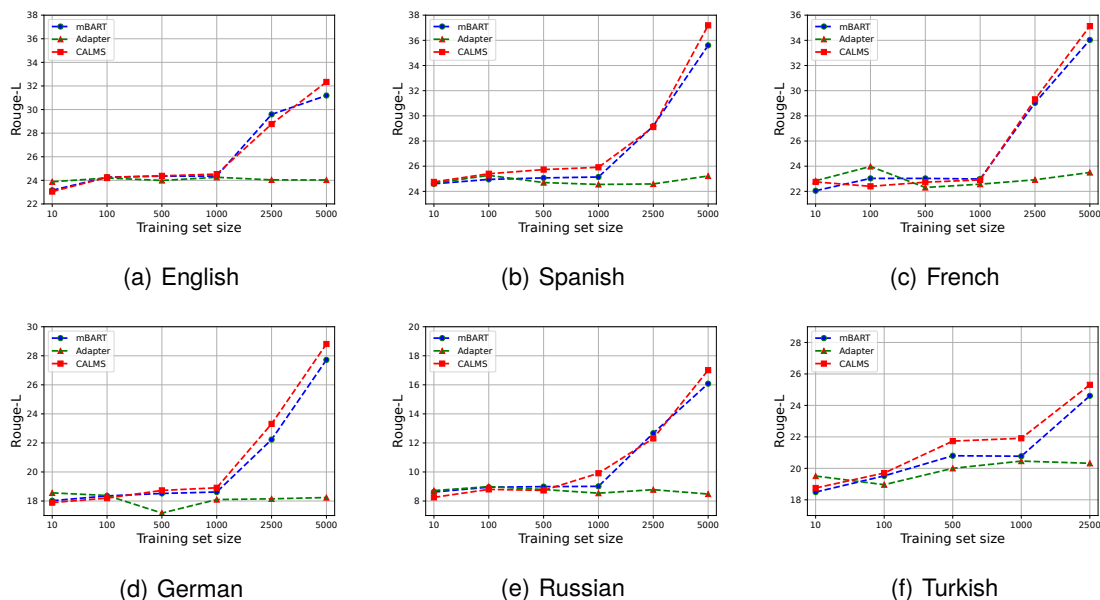 38
36
34
32
30
28
26
24
22
Rouge-L
mBART
Adapter
CALMS
10 100 500 1000 2500 5000
Training set size
(a) English
38
36
34
32
30
28
26
24
Rouge-L
mBART
Adapter
CALMS
10 100 500 1000 2500 5000
Training set size
(b) Spanish
36
34
32
30
28
26
24
22
Rouge-L
mBART
Adapter
CALMS
10 100 500 1000 2500 5000
Training set size
(c) French
30
28
26
24
22
20
18
Rouge-L
mBART
Adapter
CALMS
10 100 500 1000 2500 5000
Training set size
(d) German
20
18
16
14
12
10
8
Rouge-L
mBART
Adapter
CALMS
10 100 500 1000 2500 5000
Training set size
(e) Russian
28
26
24
22
20
18
Rouge-L
mBART
Adapter
CALMS
10 100 500 1000 2500
Training set size
(f) Turkish